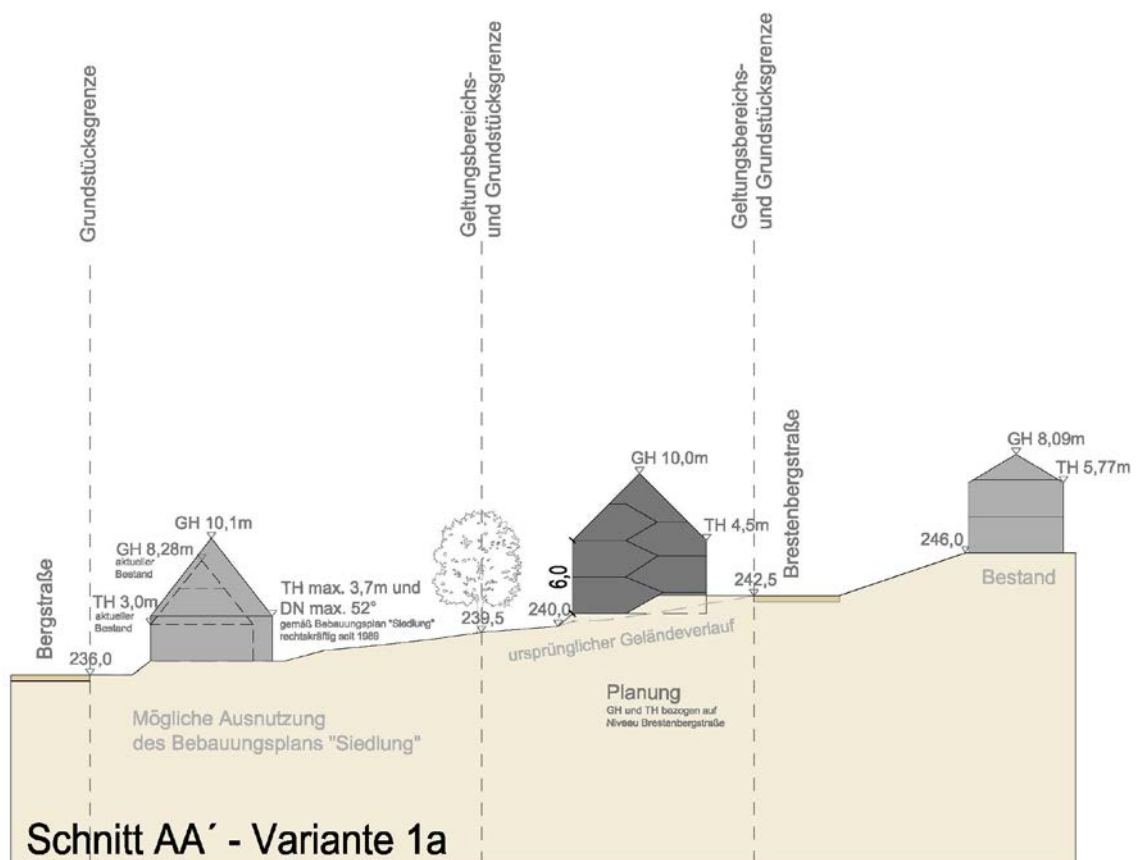 Grundstücksgrenze
Geltungsbereichs-
und Grundstücksgrenze
Geltungsbereichs-
und Grundstücksgrenze
GH 8,09m
TH 5,77m
GH 10,0m
TH 4,5m
6,0
Brestenbergstraße
246,0
Bestand
242,5
GH 10,1m
GH 8,28m
aktueller
Bestand
TH 3,0m
aktueller
Bestand
TH max. 3,7m und
DN max. 52°
gemäß Bebauungsplan "Siedlung"
rechtskräftig seit 1989
239,5
240,0
ursprünglicher Geländeverlauf
Bergstraße
236,0
Planung
GH und TH bezogen auf
Niveau Brestenbergstraße
Mögliche Ausnutzung
des Bebauungsplans "Siedlung"
Schnitt AA´ - Variante 1a